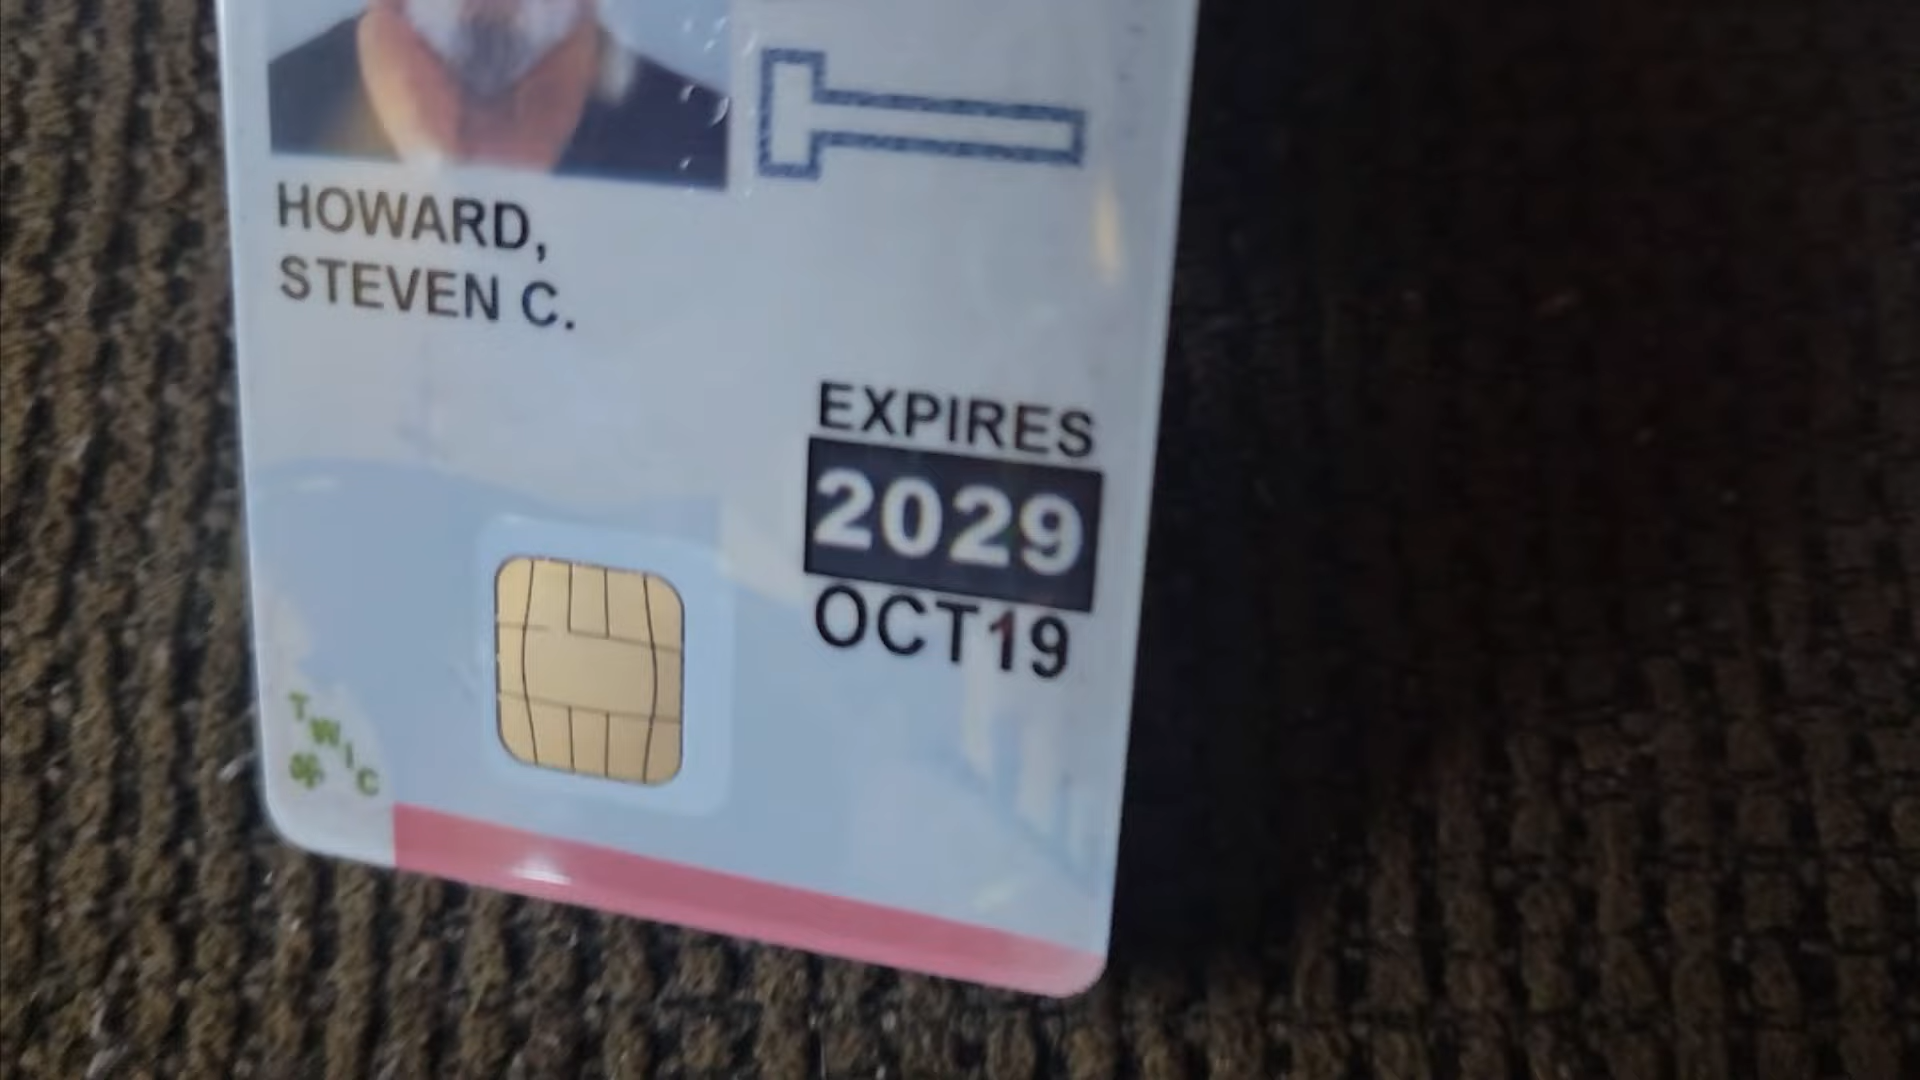 HOWARD,
STEVEN C.
EXPIRES
2029
OCT19
TWIC